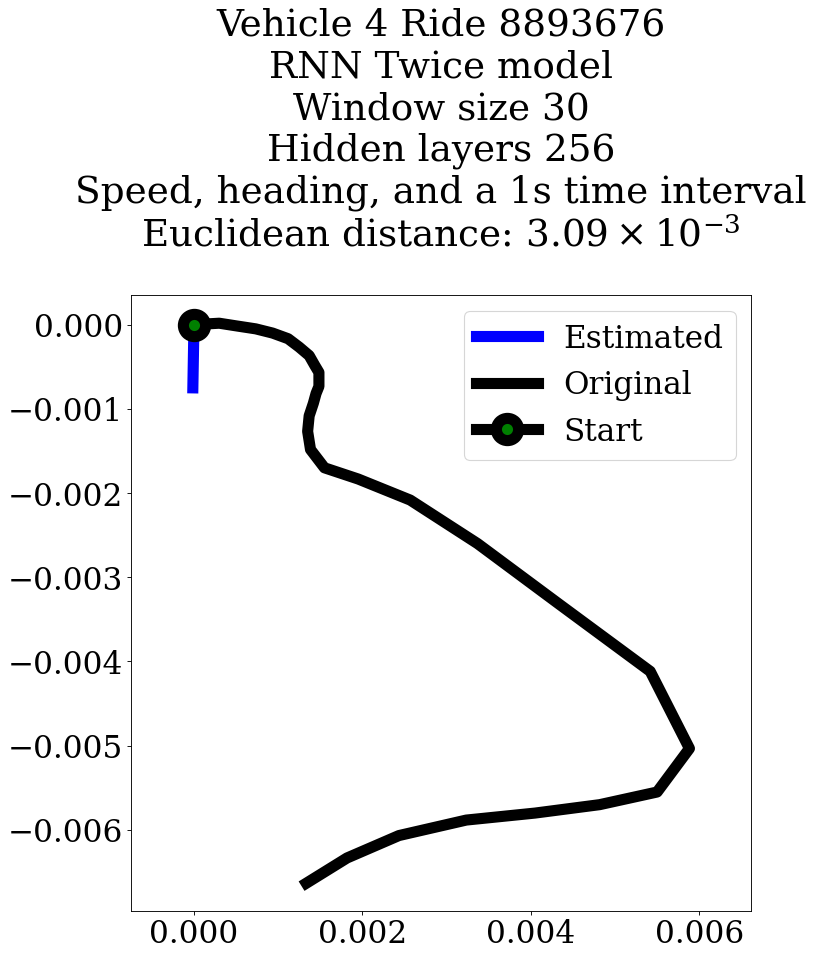 Vehicle 4 Ride 8893676
RNN Twice model
Window size 30
Hidden layers 256
Speed, heading, and a 1s time interval
Euclidean distance: 3.09 × 10⁻³
Estimated
Original
Start
0.000
−0.001
−0.002
−0.003
−0.004
−0.005
−0.006
0.000 0.002 0.004 0.006